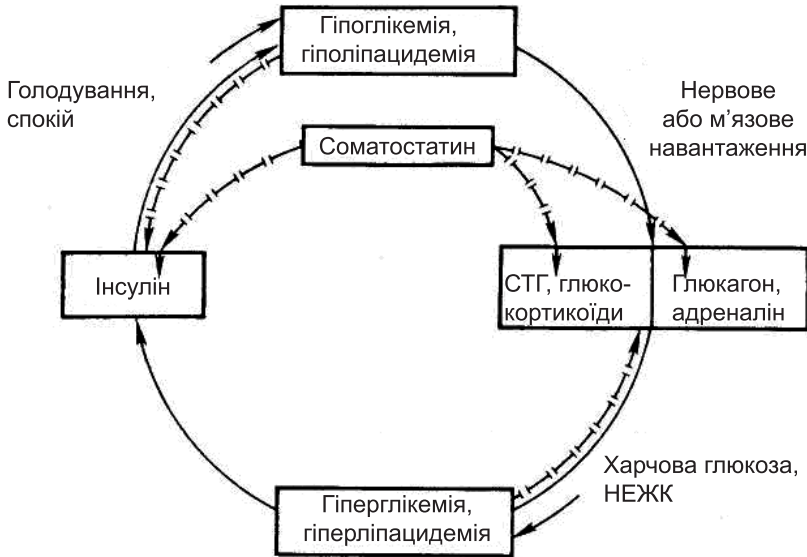 Гіпоглікемія,
гіполіпацидемія
Голодування,
спокій
Нервове
або м’язове
навантаження
Соматостатин
Інсулін
СТГ, глюко-
кортикоїди
Глюкагон,
адреналін
Харчова глюкоза,
НЕЖК
Гіперглікемія,
гіперліпацидемія